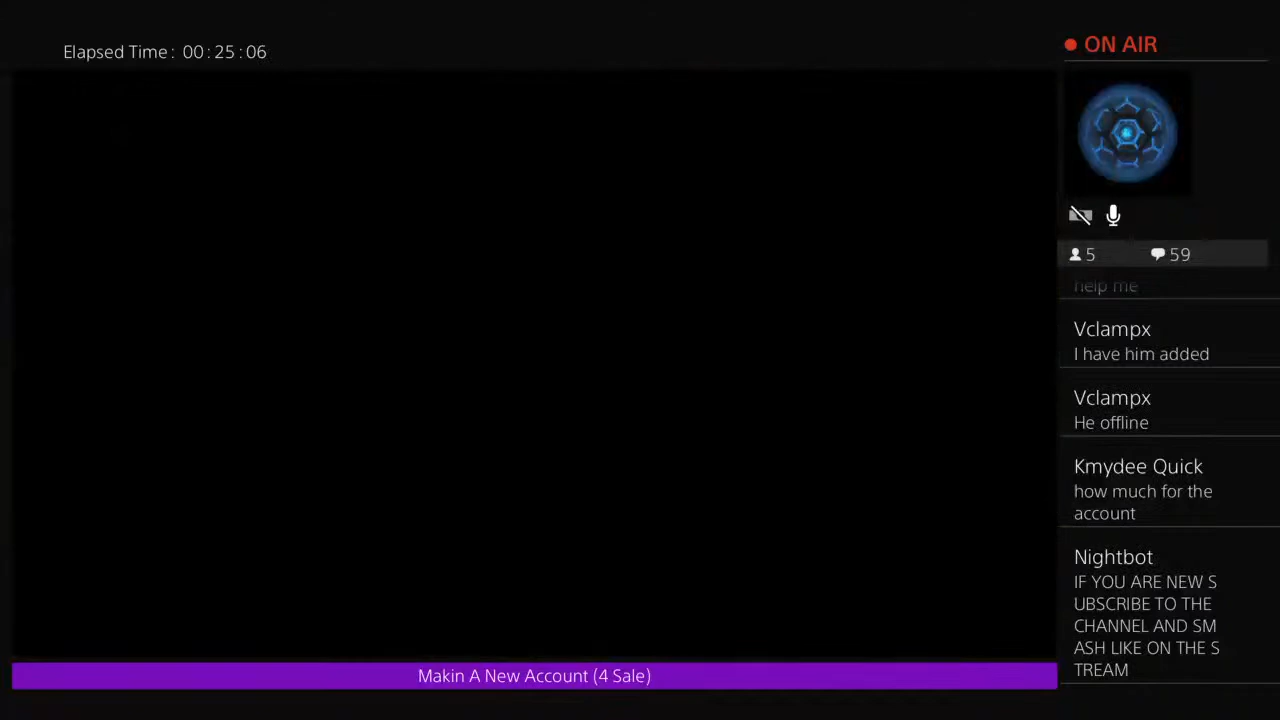 Elapsed Time: 00:25:06
ON AIR
5 59
help me
Vclampx
I have him added
Vclampx
He offline
Kmydee Quick
how much for the
account
Nightbot
IF YOU ARE NEW S
UBSCRIBE TO THE
CHANNEL AND SM
ASH LIKE ON THE S
TREAM
Makin A New Account (4 Sale)